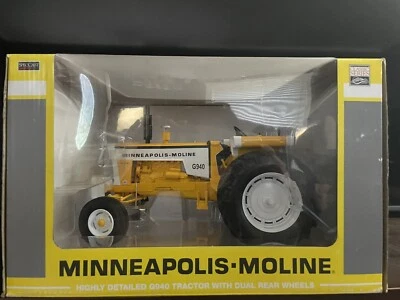 MINNEAPOLIS-MOLINE
G940
MINNEAPOLIS·MOLINE®
HIGHLY DETAILED G940 TRACTOR WITH DUAL REAR WHEELS